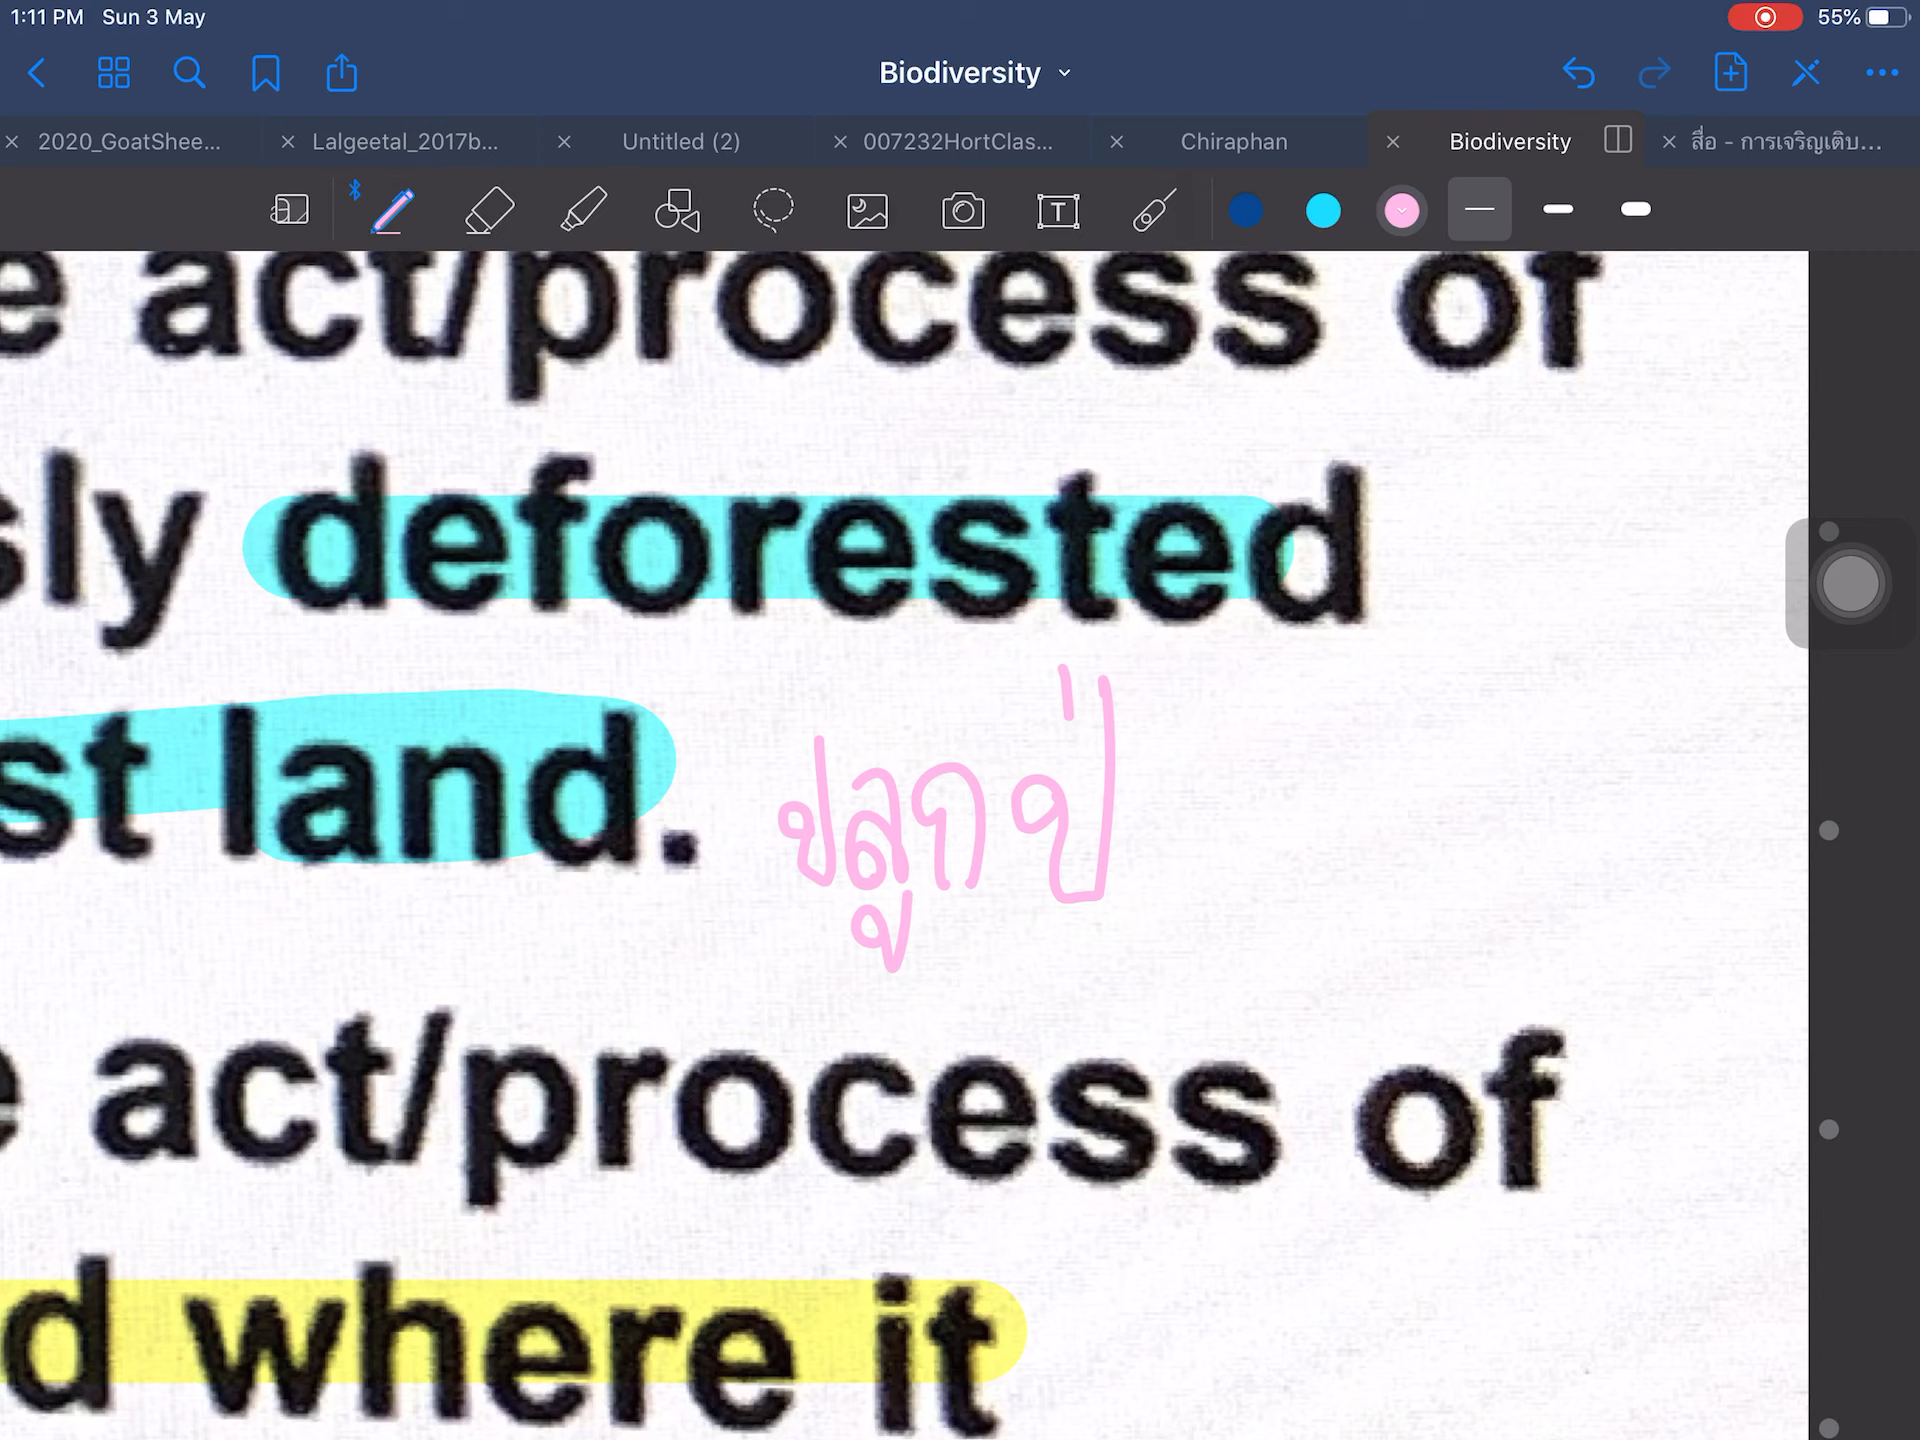 1:11 PM Sun 3 May 55%
Biodiversity
2020_GoatShee... Lalgeetal_2017b... Untitled (2) 007232HortClas... Chiraphan Biodiversity สื่อ - การเจริญเติบ...
e act/process of
sly deforested
st land. ปลูกป่
e act/process of
d where it